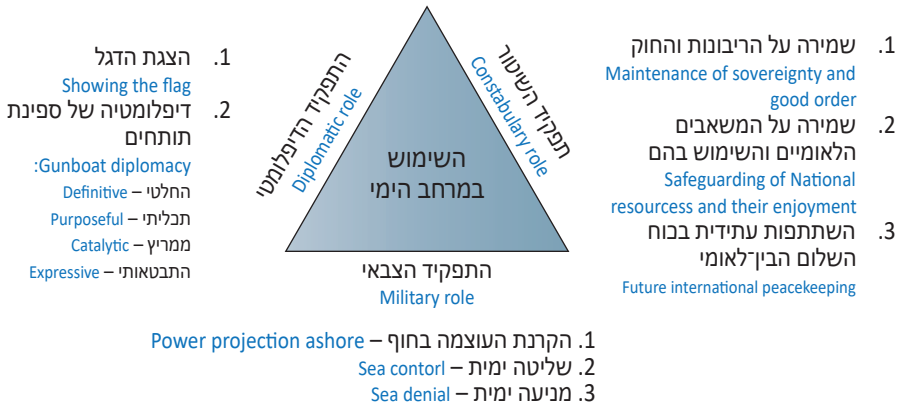 1. שמירה על הריבונות והחוק
Maintenance of sovereignty and
good order
2. שמירה על המשאבים
הלאומיים והשימוש בהם
Safeguarding of National
resourcess and their enjoyment
3. השתתפות עתידית בכוח
השלום הבין־לאומי
Future international peacekeeping
תפקיד השיטור
Constabulary role
השימוש
במרחב הימי
התפקיד הדיפלומטי
Diplomatic role
1. הצגת הדגל
Showing the flag
2. דיפלומטיה של ספינת
תותחים
Gunboat diplomacy:
החלטי – Definitive
תכליתי – Purposeful
ממריץ – Catalytic
התבטאותי – Expressive
התפקיד הצבאי
Military role
1. הקרנת העוצמה בחוף – Power projection ashore
2. שליטה ימית – Sea contorl
3. מניעה ימית – Sea denial